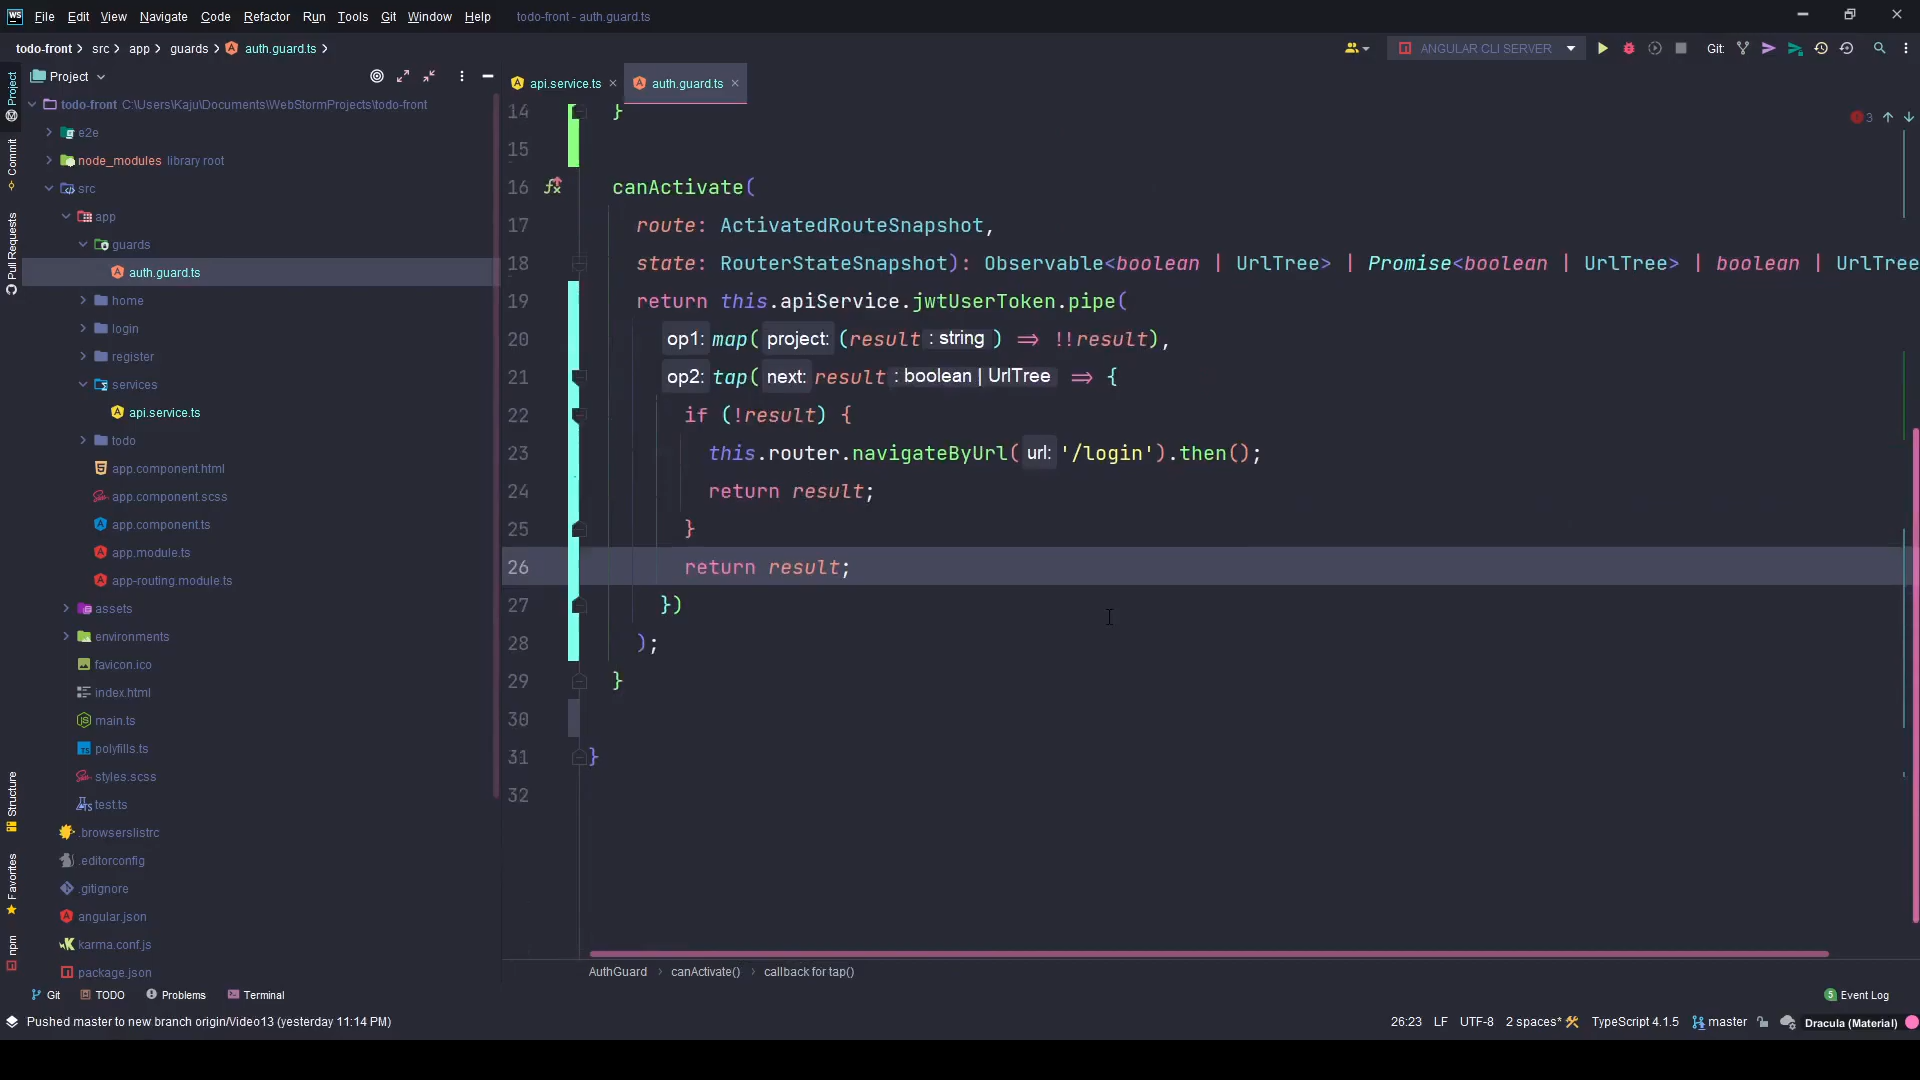 WS File Edit View Navigate Code Refactor Run Tools Git Window Help todo-front - auth.guard.ts
todo-front > src > app > guards > auth.guard.ts >
ANGULAR CLI SERVER
Git:
Project
Project
Commit
Pull Requests
Structure
Favorites
npm
todo-front C:\Users\Kaju\Documents\WebStormProjects\todo-front
e2e
node_modules library root
src
app
guards
auth.guard.ts
home
login
register
services
api.service.ts
todo
app.component.html
app.component.scss
app.component.ts
app.module.ts
app-routing.module.ts
assets
environments
favicon.ico
index.html
main.ts
polyfills.ts
styles.scss
test.ts
.browserslistrc
.editorconfig
.gitignore
angular.json
karma.conf.js
package.json
api.service.ts auth.guard.ts
3
14 }
15
16 canActivate(
17 route: ActivatedRouteSnapshot,
18 state: RouterStateSnapshot): Observable<boolean | UrlTree> | Promise<boolean | UrlTree> | boolean | UrlTree
19 return this.apiService.jwtUserToken.pipe(
20 op1: map( project: (result : string ) => !!result),
21 op2: tap( next: result : boolean | UrlTree => {
22 if (!result) {
23 this.router.navigateByUrl( url: '/login').then();
24 return result;
25 }
26 return result;
27 })
28 );
29 }
30
31 }
32
AuthGuard > canActivate() > callback for tap()
Git TODO Problems Terminal 5 Event Log
Pushed master to new branch origin/Video13 (yesterday 11:14 PM) 26:23 LF UTF-8 2 spaces* TypeScript 4.1.5 master Dracula (Material)